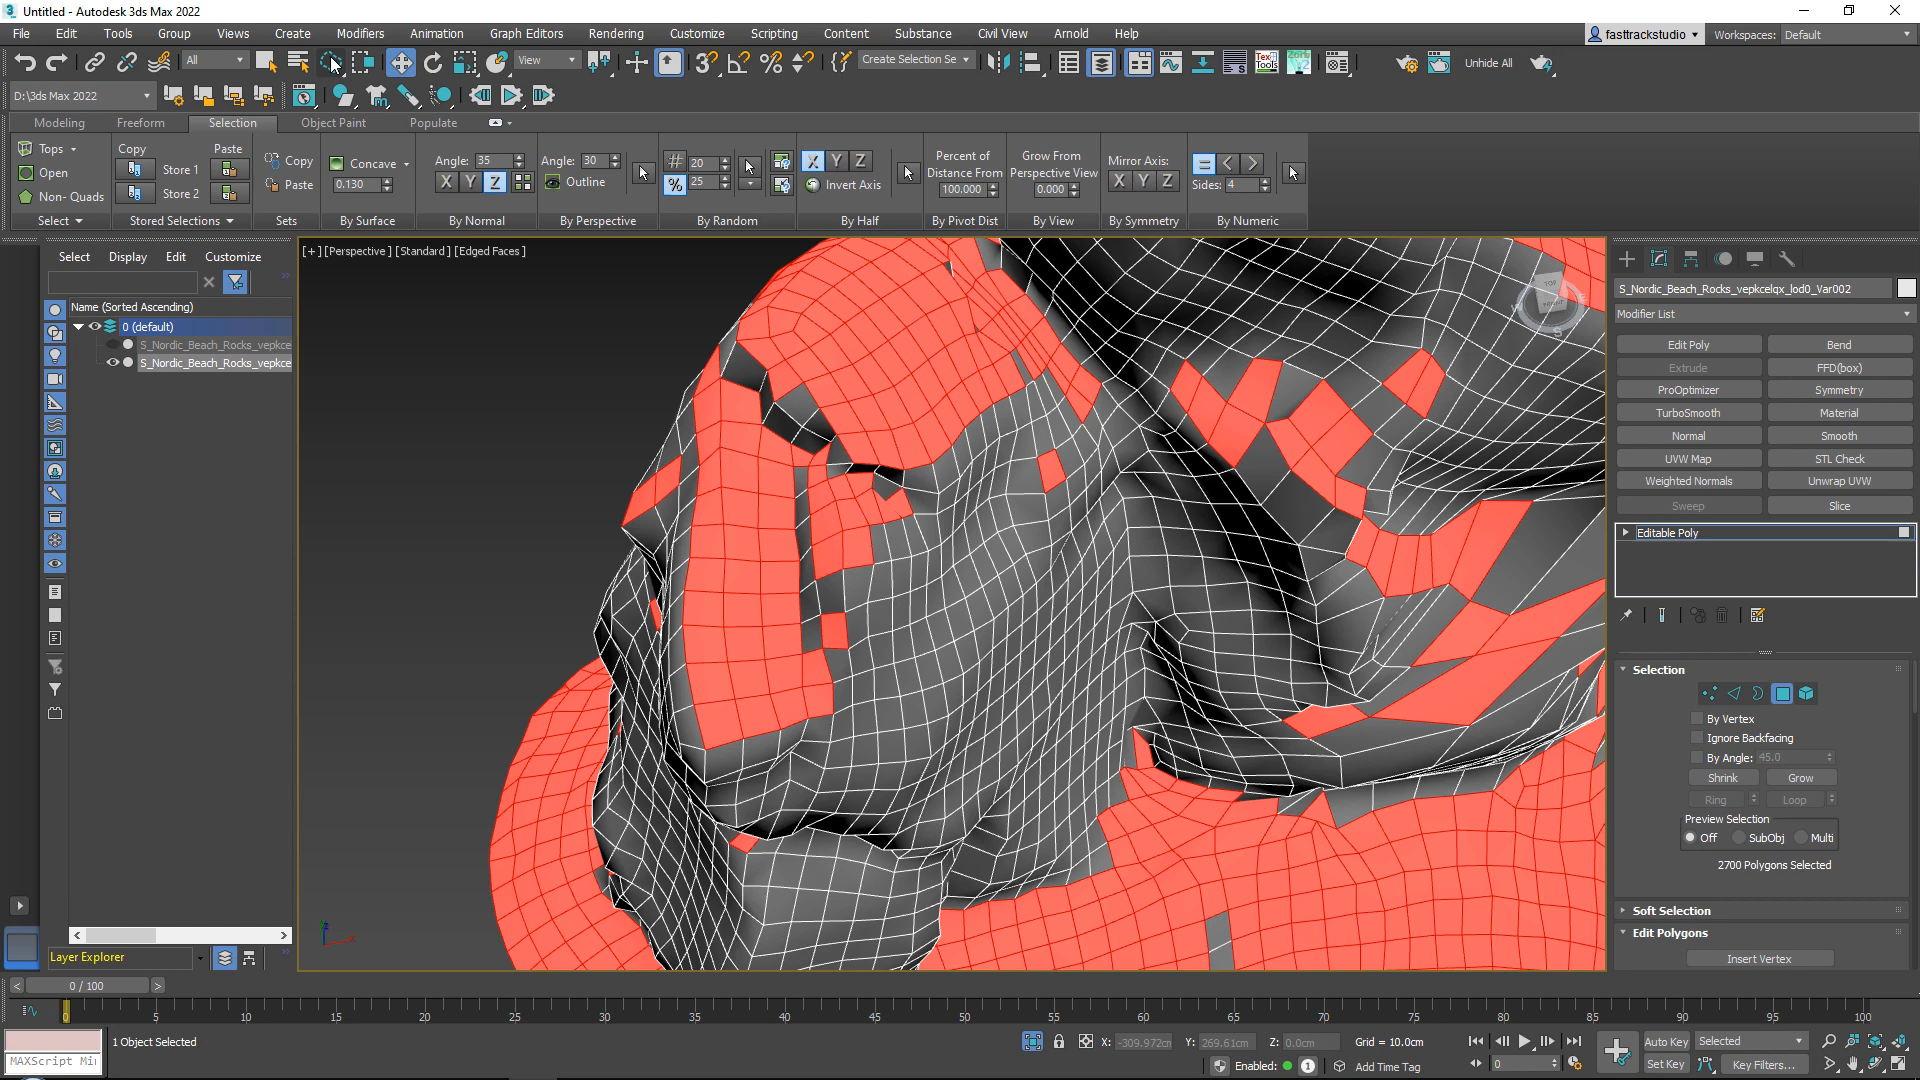 Untitled - Autodesk 3ds Max 2022
File Edit Tools Group Views Create Modifiers Animation Graph Editors Rendering Customize Scripting Content Substance Civil View Arnold Help
fasttrackstudio Workspaces: Default
All View Create Selection Se Unhide All
D:\3ds Max 2022
Modeling Freeform Selection Object Paint Populate
Tops Copy Paste
Open Store 1
Non- Quads Store 2
Copy
Paste
Concave
0.130
Angle: 35
X Y Z
Angle: 30
Outline
# 20
% 25
X Y Z
Invert Axis
Percent of
Distance From
100.000
Grow From
Perspective View
0.000
Mirror Axis:
X Y Z
Sides: 4
Select Stored Selections Sets By Surface By Normal By Perspective By Random By Half By Pivot Dist By View By Symmetry By Numeric
Select Display Edit Customize
Name (Sorted Ascending)
0 (default)
S_Nordic_Beach_Rocks_vepkce
S_Nordic_Beach_Rocks_vepkce
Layer Explorer
[+] [Perspective] [Standard] [Edged Faces]
TOP
FRONT
S
S_Nordic_Beach_Rocks_vepkcelqx_lod0_Var002
Modifier List
Edit Poly Bend
Extrude FFD(box)
ProOptimizer Symmetry
TurboSmooth Material
Normal Smooth
UVW Map STL Check
Weighted Normals Unwrap UVW
Sweep Slice
Editable Poly
Selection
By Vertex
Ignore Backfacing
By Angle: 45.0
Shrink Grow
Ring Loop
Preview Selection
Off SubObj Multi
2700 Polygons Selected
Soft Selection
Edit Polygons
Insert Vertex
0 / 100
0 5 10 15 20 25 30 35 40 45 50 55 60 65 70 75 80 85 90 95 100
1 Object Selected
MAXScript Mi
X: -309.972cm Y: 269.61cm Z: 0.0cm Grid = 10.0cm
Enabled: 1 Add Time Tag
0
Auto Key Selected
Set Key Key Filters...